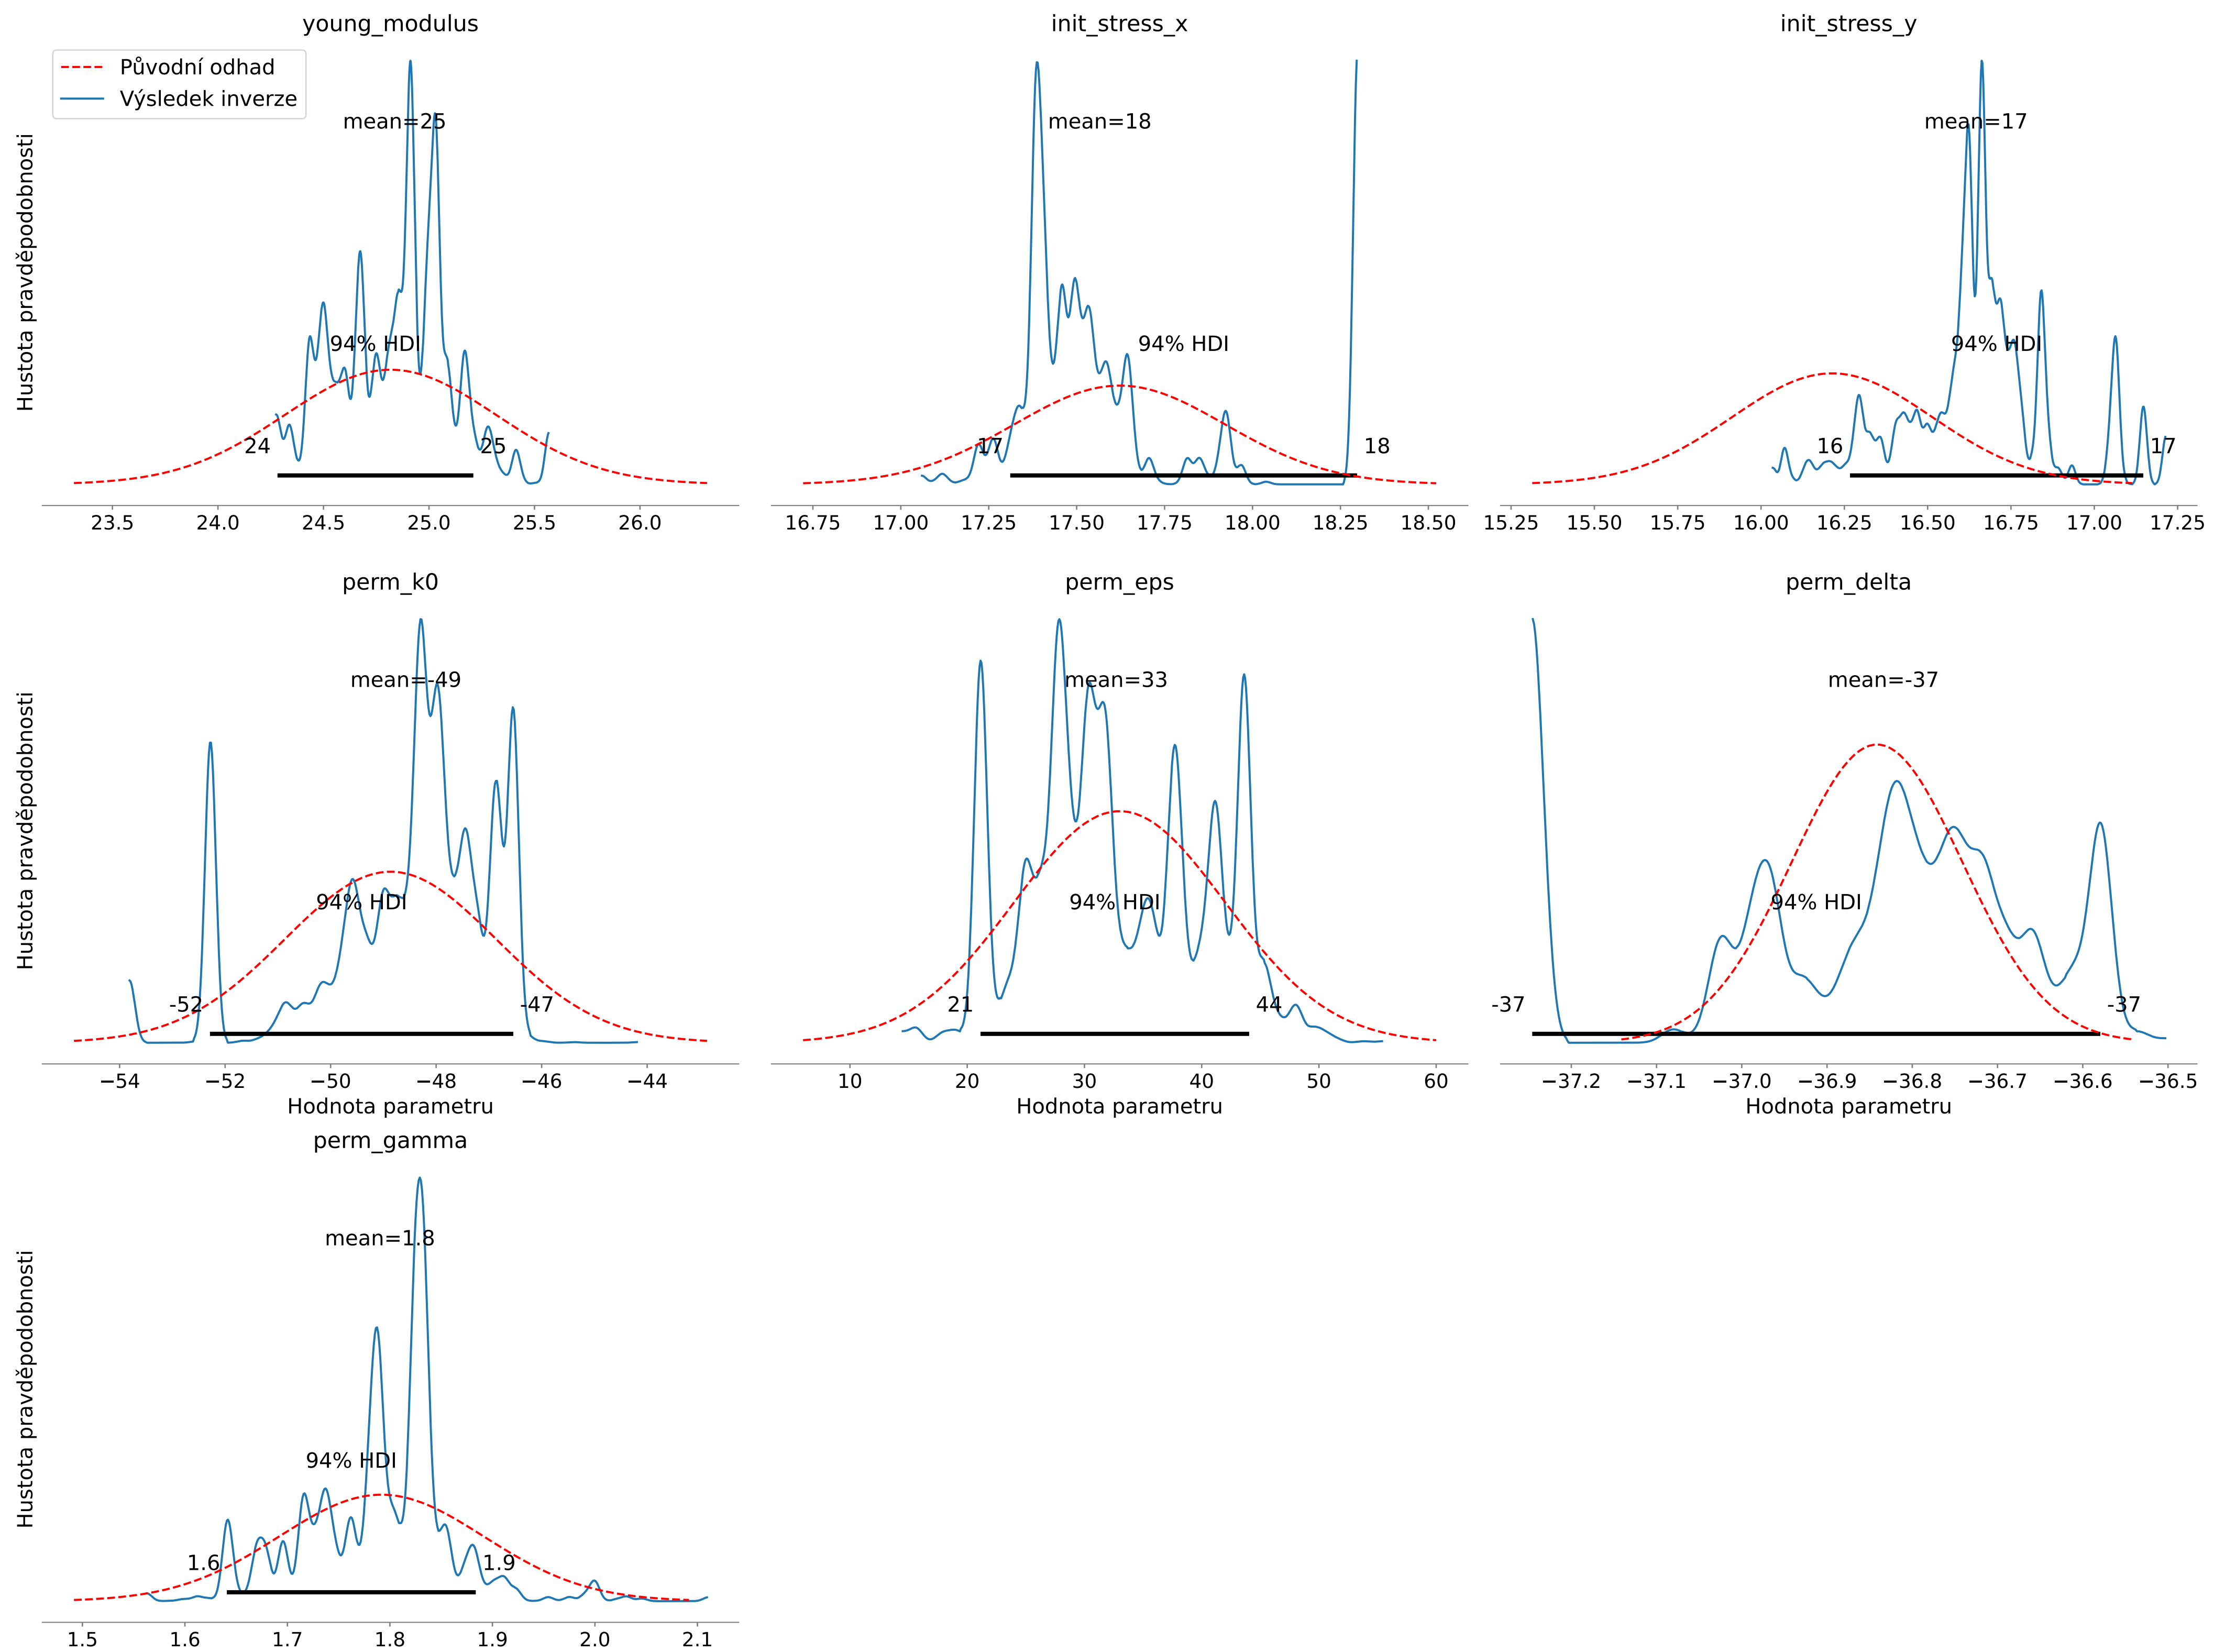 young_modulus
Původní odhad
Výsledek inverze
mean=25
94% HDI
24
25
Hustota pravděpodobnosti
23.5 24.0 24.5 25.0 25.5 26.0
init_stress_x
mean=18
94% HDI
17
18
16.75 17.00 17.25 17.50 17.75 18.00 18.25 18.50
init_stress_y
mean=17
94% HDI
16
17
15.25 15.50 15.75 16.00 16.25 16.50 16.75 17.00 17.25
perm_k0
mean=-49
94% HDI
-52
-47
Hustota pravděpodobnosti
−54 −52 −50 −48 −46 −44
Hodnota parametru
perm_eps
mean=33
94% HDI
21
44
10 20 30 40 50 60
Hodnota parametru
perm_delta
mean=-37
94% HDI
-37
-37
−37.2 −37.1 −37.0 −36.9 −36.8 −36.7 −36.6 −36.5
Hodnota parametru
perm_gamma
mean=1.8
94% HDI
1.6
1.9
Hustota pravděpodobnosti
1.5 1.6 1.7 1.8 1.9 2.0 2.1